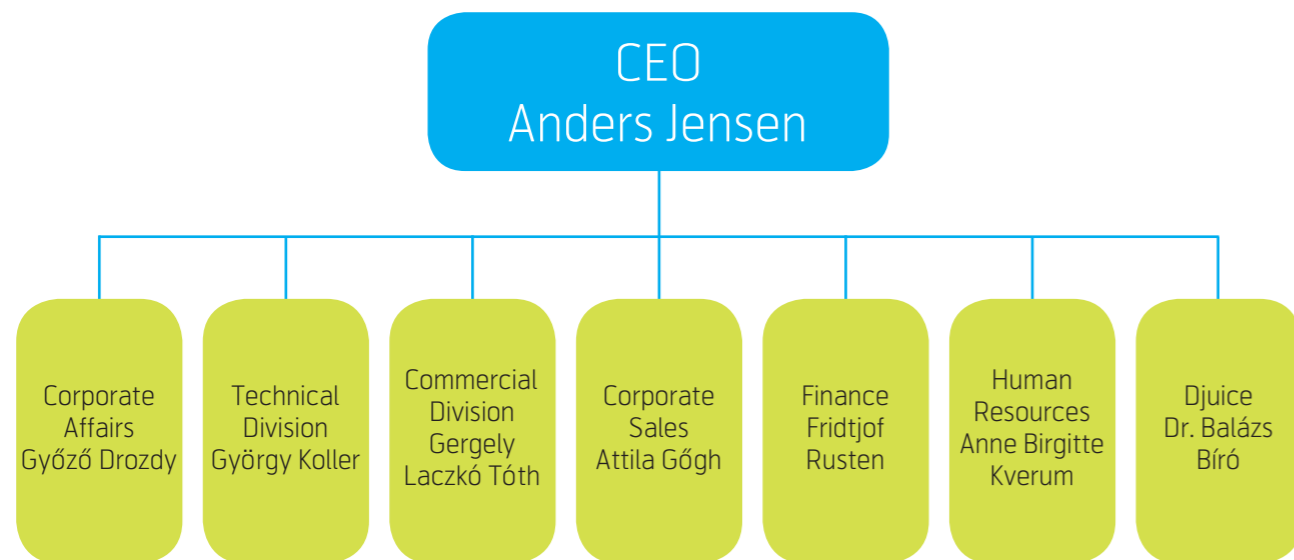 CEO
Anders Jensen
Corporate
Affairs
Győző Drozdy
Technical
Division
György Koller
Commercial
Division
Gergely
Laczkó Tóth
Corporate
Sales
Attila Gőgh
Finance
Fridtjof
Rusten
Human
Resources
Anne Birgitte
Kverum
Djuice
Dr. Balázs
Bíró